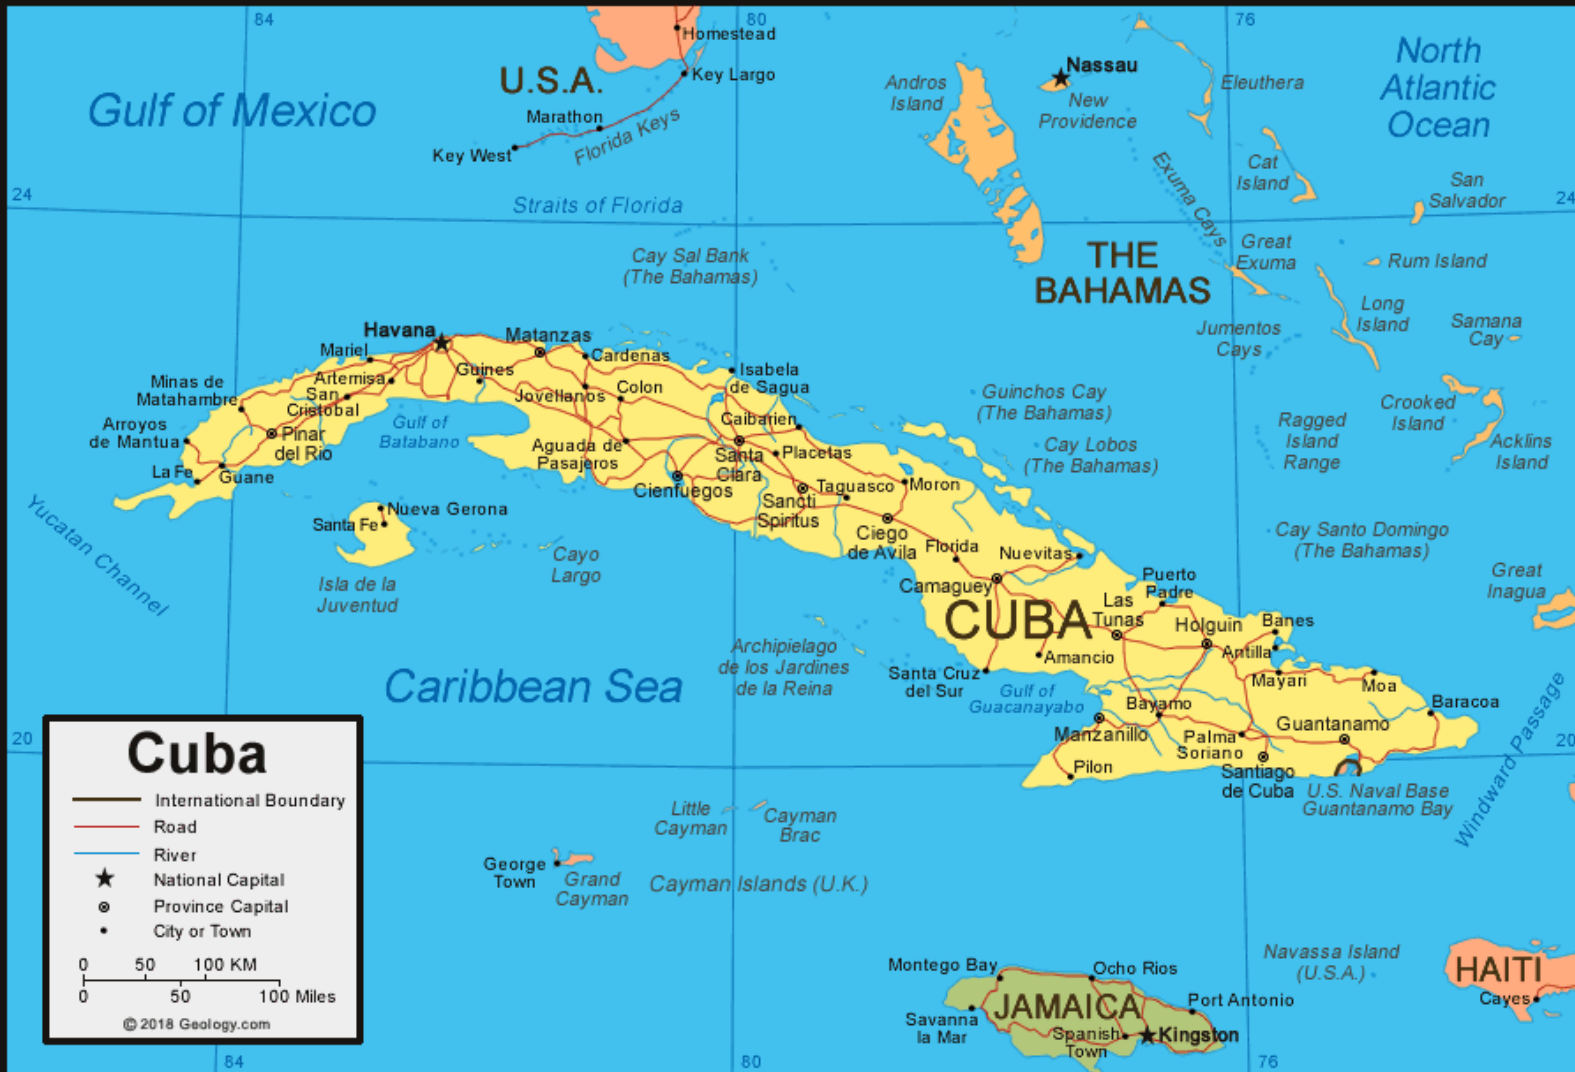 84
80
76
Homestead
Key Largo
U.S.A.
Marathon
Florida Keys
Key West
Gulf of Mexico
Andros
Island
Nassau
New
Providence
Eleuthera
North
Atlantic
Ocean
Exuma Cays
Cat
Island
San
Salvador
24
24
Straits of Florida
Cay Sal Bank
(The Bahamas)
THE
BAHAMAS
Great
Exuma
Rum Island
Long
Island
Samana
Cay
Jumentos
Cays
Havana
Matanzas
Mariel
Cardenas
Artemisa
Guines
Isabela
de Sagua
Minas de
Matahambre
San
Cristobal
Jovellanos
Colon
Guinchos Cay
(The Bahamas)
Crooked
Island
Ragged
Island
Range
Acklins
Island
Arroyos
de Mantua
Pinar
del Rio
Gulf of
Batabano
Caibarien
Cay Lobos
(The Bahamas)
Aguada de
Pasajeros
Santa
Clara
Placetas
La Fe
Guane
Cienfuegos
Taguasco
Moron
Sancti
Spiritus
Yucatan Channel
Nueva Gerona
Santa Fe
Ciego
de Avila
Florida
Nuevitas
Cay Santo Domingo
(The Bahamas)
Cayo
Largo
Isla de la
Juventud
Camaguey
Puerto
Padre
Great
Inagua
CUBA
Las
Tunas
Holguin
Banes
Antilla
Archipielago
de los Jardines
de la Reina
Amancio
Santa Cruz
del Sur
Mayari
Moa
Caribbean Sea
Gulf of
Guacanayabo
Bayamo
Baracoa
Manzanillo
Palma
Soriano
Guantanamo
20
20
Pilon
Santiago
de Cuba
U.S. Naval Base
Guantanamo Bay
Windward Passage
Cuba
International Boundary
Road
River
National Capital
Province Capital
City or Town
0 50 100 KM
0 50 100 Miles
© 2018 Geology.com
Little
Cayman
Cayman
Brac
George
Town
Grand
Cayman
Cayman Islands (U.K.)
Navassa Island
(U.S.A.)
Montego Bay
Ocho Rios
HAITI
Cayes
JAMAICA
Port Antonio
Savanna
la Mar
Spanish
Town
Kingston
84
80
76